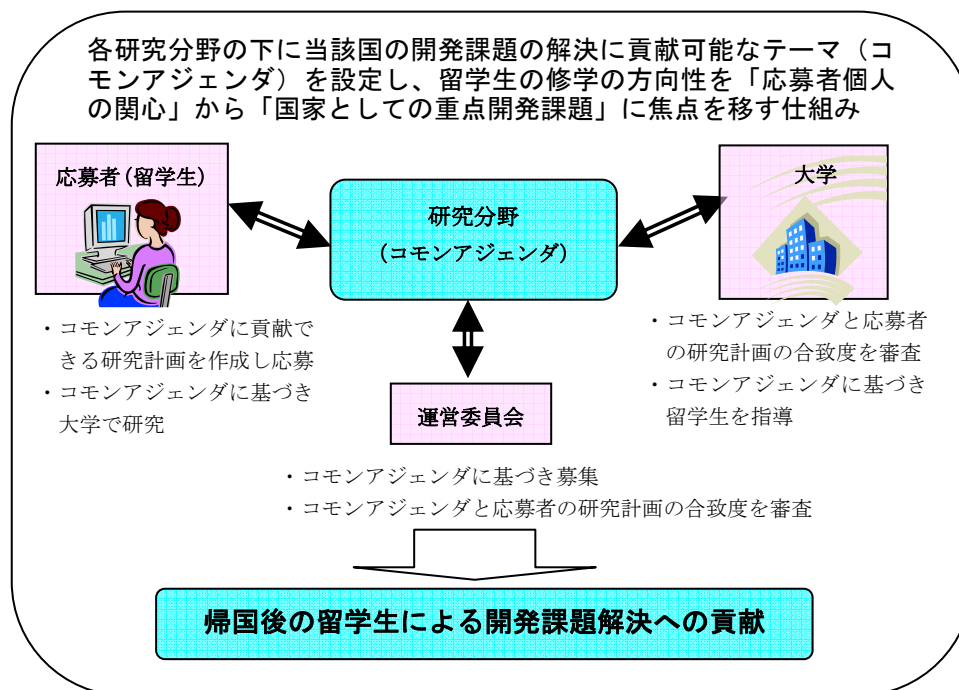 各研究分野の下に当該国の開発課題の解決に貢献可能なテーマ（コ
モンアジェンダ）を設定し、留学生の修学の方向性を「応募者個人
の関心」から「国家としての重点開発課題」に焦点を移す仕組み
応募者(留学生)
研究分野
（コモンアジェンダ）
大学
・コモンアジェンダに貢献で
きる研究計画を作成し応募
・コモンアジェンダに基づき
大学で研究
・コモンアジェンダと応募者
の研究計画の合致度を審査
・コモンアジェンダに基づき
留学生を指導
運営委員会
・コモンアジェンダに基づき募集
・コモンアジェンダと応募者の研究計画の合致度を審査
帰国後の留学生による開発課題解決への貢献